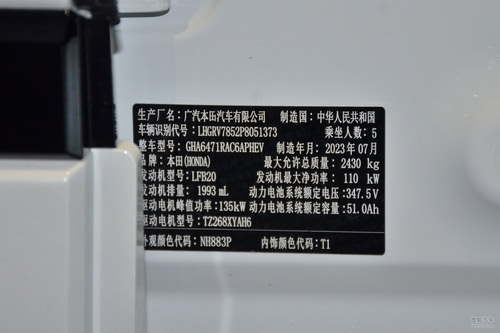 生产厂名：广汽本田汽车有限公司 制造国：中华人民共和国
车辆识别代号：LHGRV7852P8051373 乘坐人数：5
整车型号：GHA6471RAC6APHEV 制造年月：2023年07月
品牌：本田(HONDA) 最大允许总质量：2430 kg
发动机型号：LFB20 发动机最大净功率：110 kW
发动机排量：1993 mL 动力电池系统额定电压：347.5V
驱动电机峰值功率：135kW 动力电池系统额定容量：51.0Ah
驱动电机型号：TZ268XYAH6
外观颜色代码：NH883P 内饰颜色代码：T1